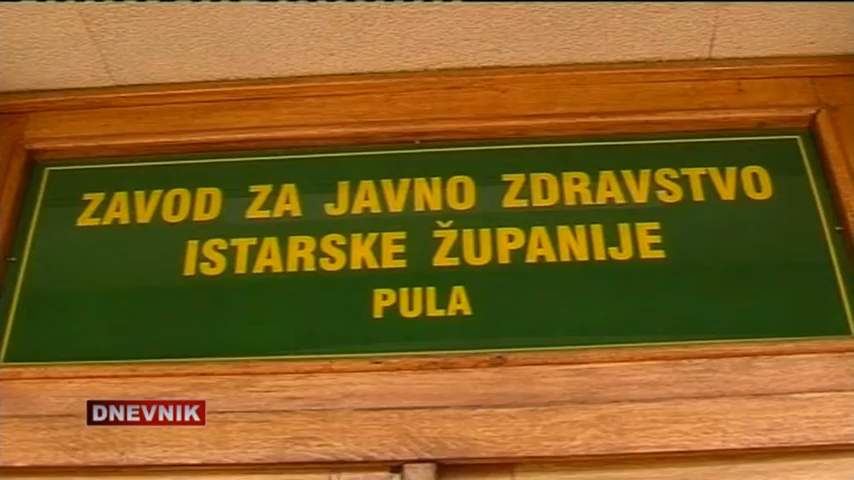 ZAVOD ZA JAVNO ZDRAVSTVO
ISTARSKE ŽUPANIJE
PULA
DNEVNIK